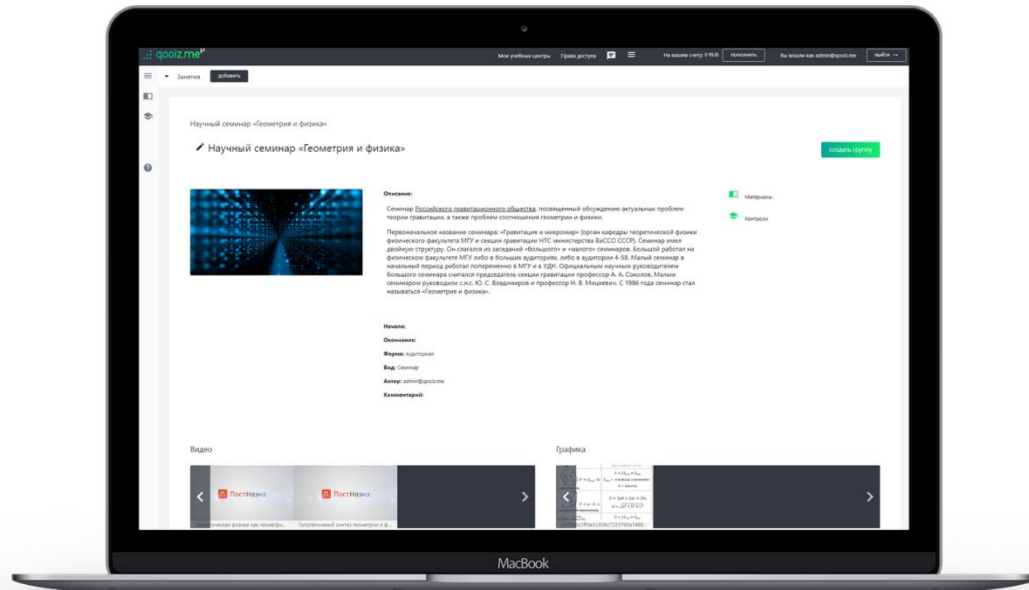 qooiz.me
Мои учебные центры Права доступа На вашем счету: 0 RUB пополнить Вы вошли как admin@qooiz.me выйти →
Занятия добавить
Научный семинар «Геометрия и физика»
Научный семинар «Геометрия и физика»
создать группу
Описание:
Семинар Российского гравитационного общества, посвященный обсуждению актуальных проблем
теории гравитации, а также проблем соотношения геометрии и физики.
Первоначальное название семинара: «Гравитация и микромир» (орган кафедры теоретической физики
физического факультета МГУ и секции гравитации НТС министерства ВиССО СССР). Семинар имел
двойную структуру. Он слагался из заседаний «большого» и «малого» семинаров. Большой работал на
физическом факультете МГУ либо в больших аудиториях, либо в аудитории 4-58. Малый семинар в
начальный период работал попеременно в МГУ и в УДН. Официальным научным руководителем
большого семинара считался председатель секции гравитации профессор А. А. Соколов. Малым
семинаром руководили с.н.с. Ю. С. Владимиров и профессор Н. В. Мицкевич. С 1986 года семинар стал
называться «Геометрия и физика».
Материалы
Контроль
Начало:
Окончание:
Форма: Аудиторная
Вид: Семинар
Автор: admin@qooiz.me
Комментарий:
Видео
Графика
ПостНаука ПостНаука
MacBook